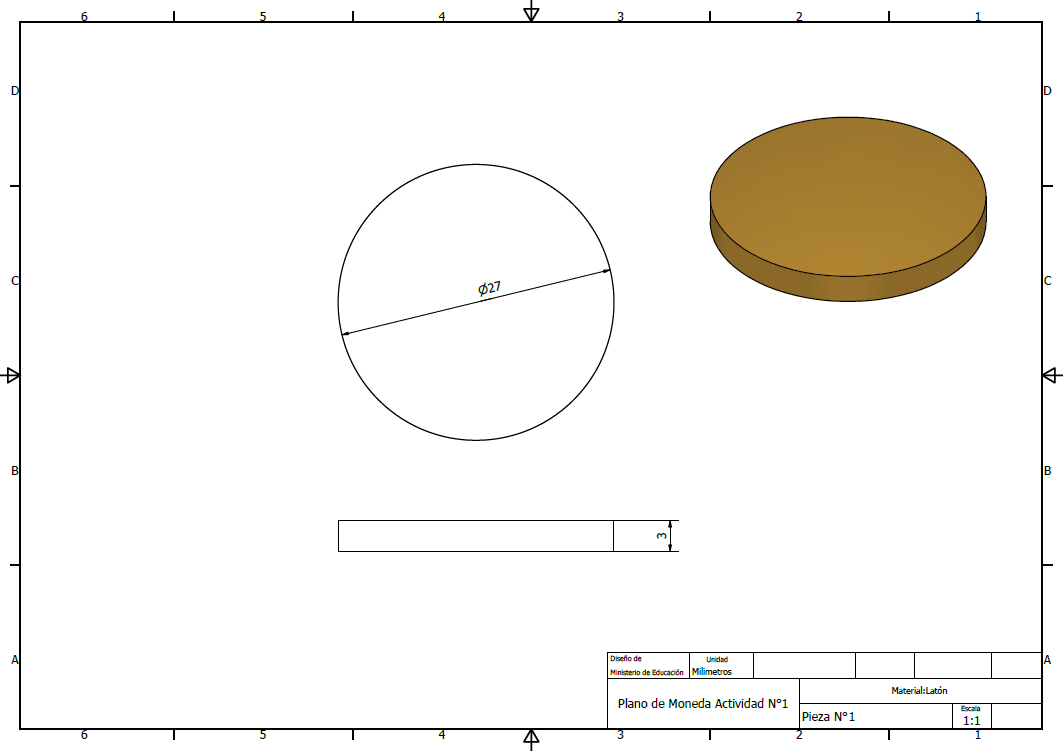 6 5 4 3 2 1
D D
Ø27
C C
B B
3
A A
Diseño de
Ministerio de Educación
Unidad
Milimetros
Plano de Moneda Actividad N°1
Material:Latón
Pieza N°1
Escala
1:1
6 5 4 3 2 1